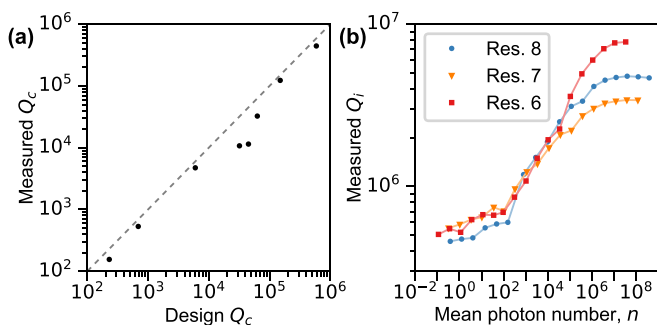 (a)
10^6
10^5
10^4
10^3
10^2
Measured Q_c
10^2 10^3 10^4 10^5 10^6
Design Q_c
(b)
10^7
10^6
Measured Q_i
Res. 8
Res. 7
Res. 6
10^−2 10^0 10^2 10^4 10^6 10^8
Mean photon number, n